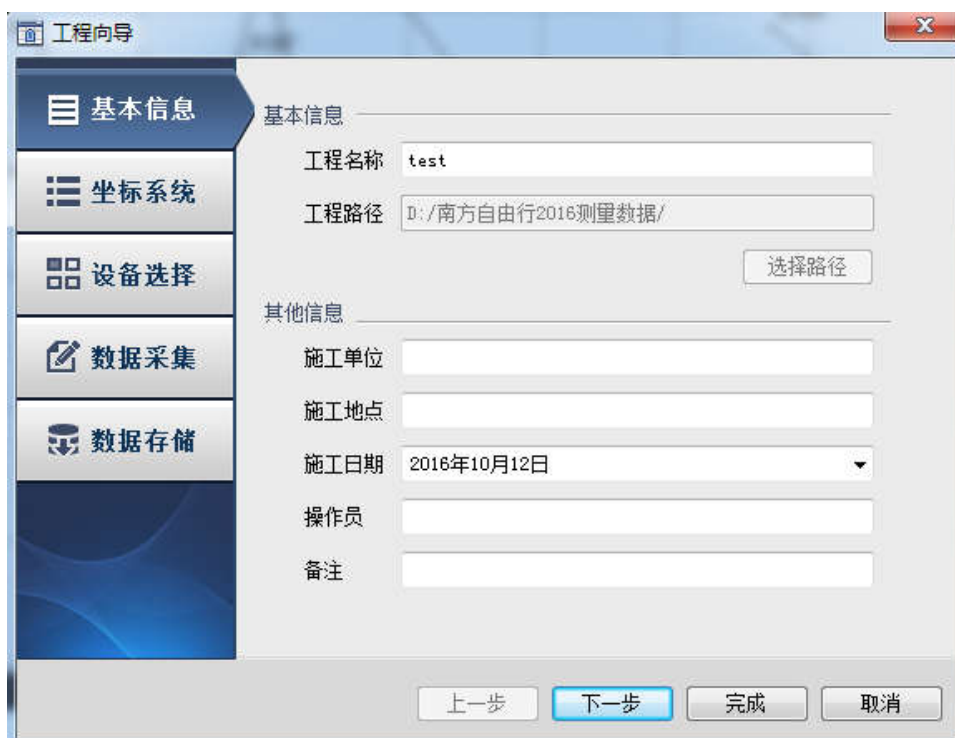 工程向导
基本信息
坐标系统
设备选择
数据采集
数据存储
基本信息
工程名称 test
工程路径 D:/南方自由行2016测量数据/
选择路径
其他信息
施工单位
施工地点
施工日期 2016年10月12日
操作员
备注
上一步 下一步 完成 取消